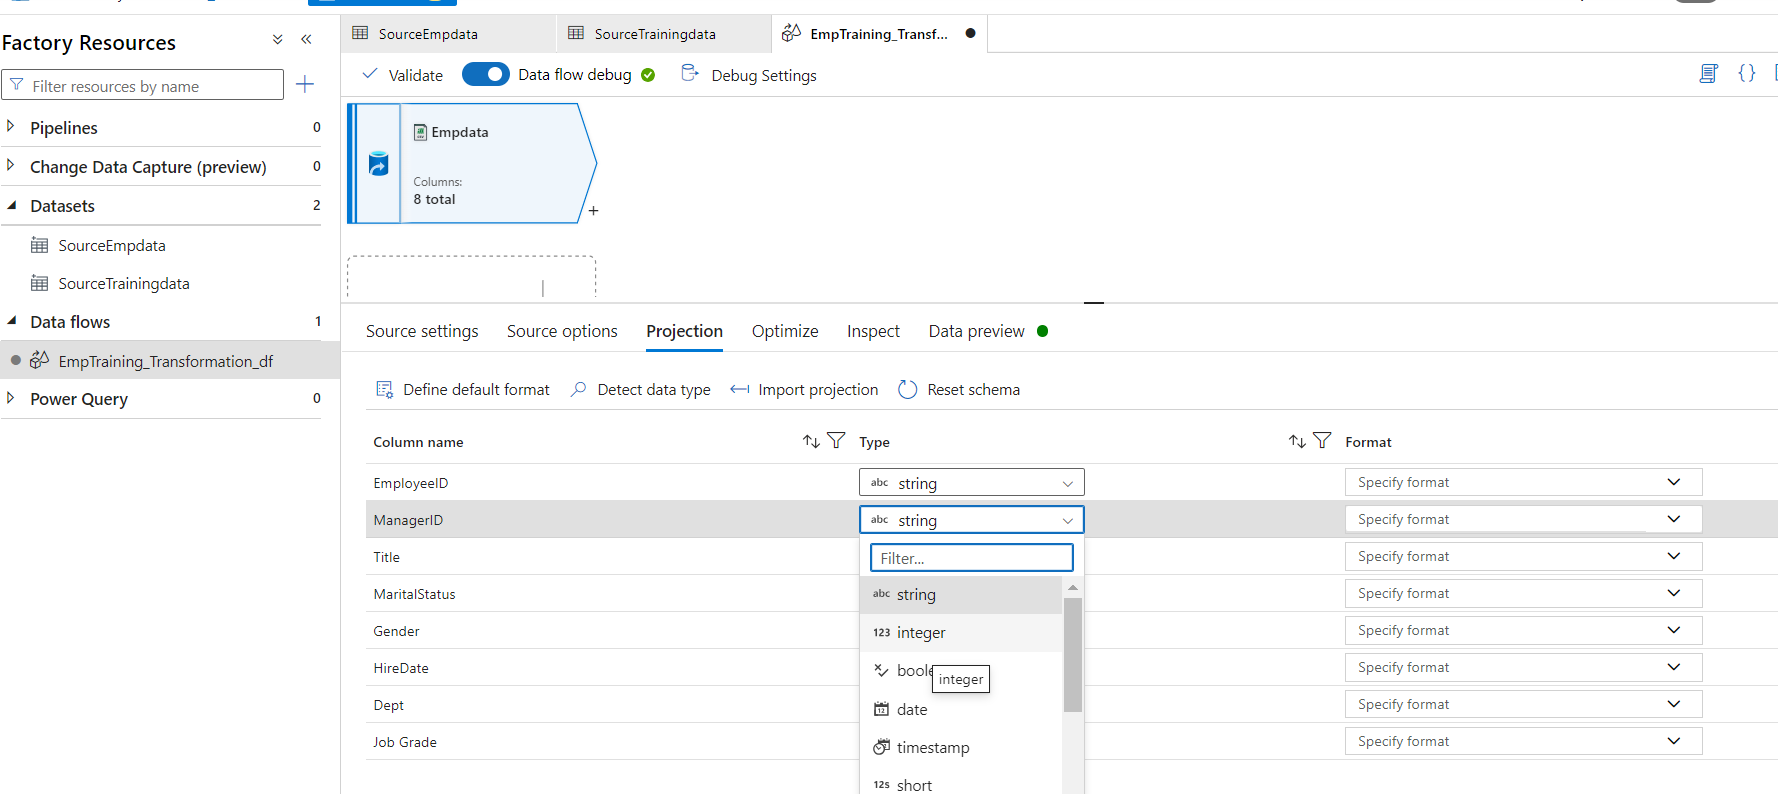 SourceEmpdata
SourceTrainingdata
EmpTraining_Transf...
Factory Resources
Filter resources by name
Validate
Data flow debug
Debug Settings
Pipelines 0
Change Data Capture (preview) 0
Datasets 2
SourceEmpdata
SourceTrainingdata
Data flows 1
EmpTraining_Transformation_df
Power Query 0
Empdata
Columns:
8 total
+
Source settings
Source options
Projection
Optimize
Inspect
Data preview
Define default format
Detect data type
Import projection
Reset schema
Column name Type Format
EmployeeID abc string Specify format
ManagerID abc string Specify format
Title Specify format
MaritalStatus Specify format
Gender Specify format
HireDate Specify format
Dept Specify format
Job Grade Specify format
Filter...
abc string
123 integer
boole
integer
12 date
timestamp
12s short